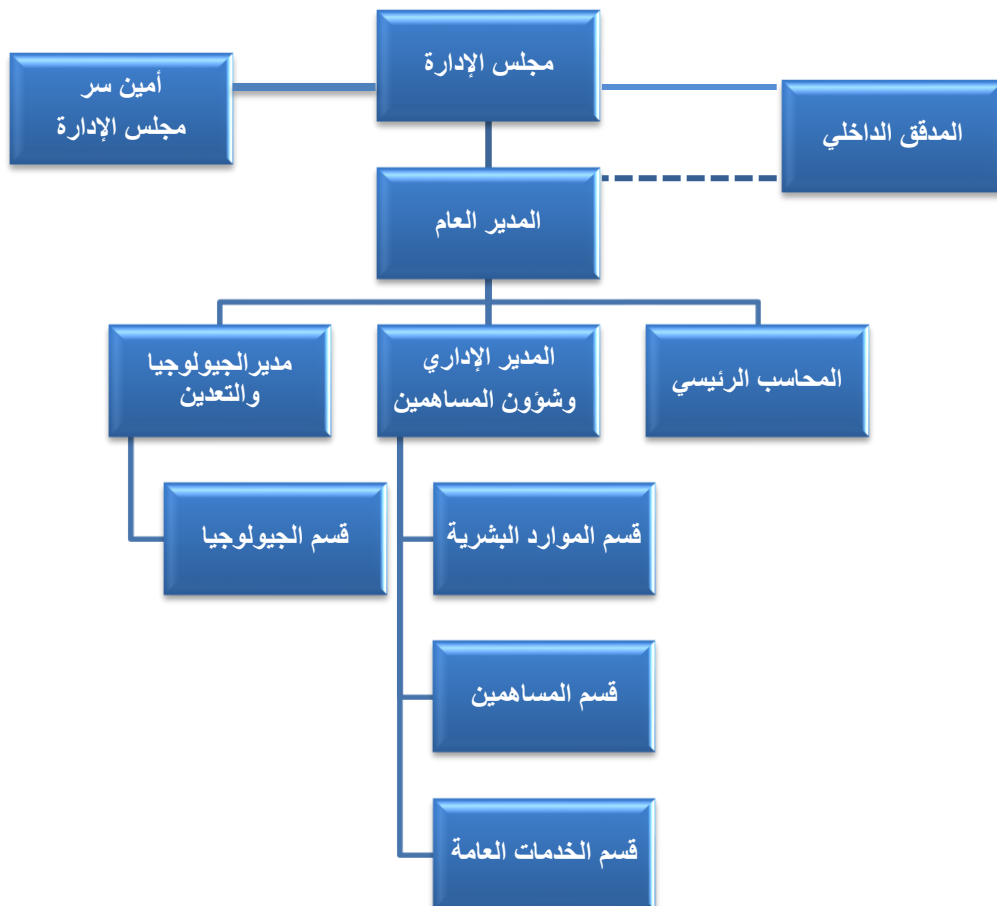 مجلس الإدارة
أمين سر
مجلس الإدارة
المدقق الداخلي
المدير العام
المحاسب الرئيسي
المدير الإداري
وشؤون المساهمين
مديرالجيولوجيا
والتعدين
قسم الموارد البشرية
قسم الجيولوجيا
قسم المساهمين
قسم الخدمات العامة